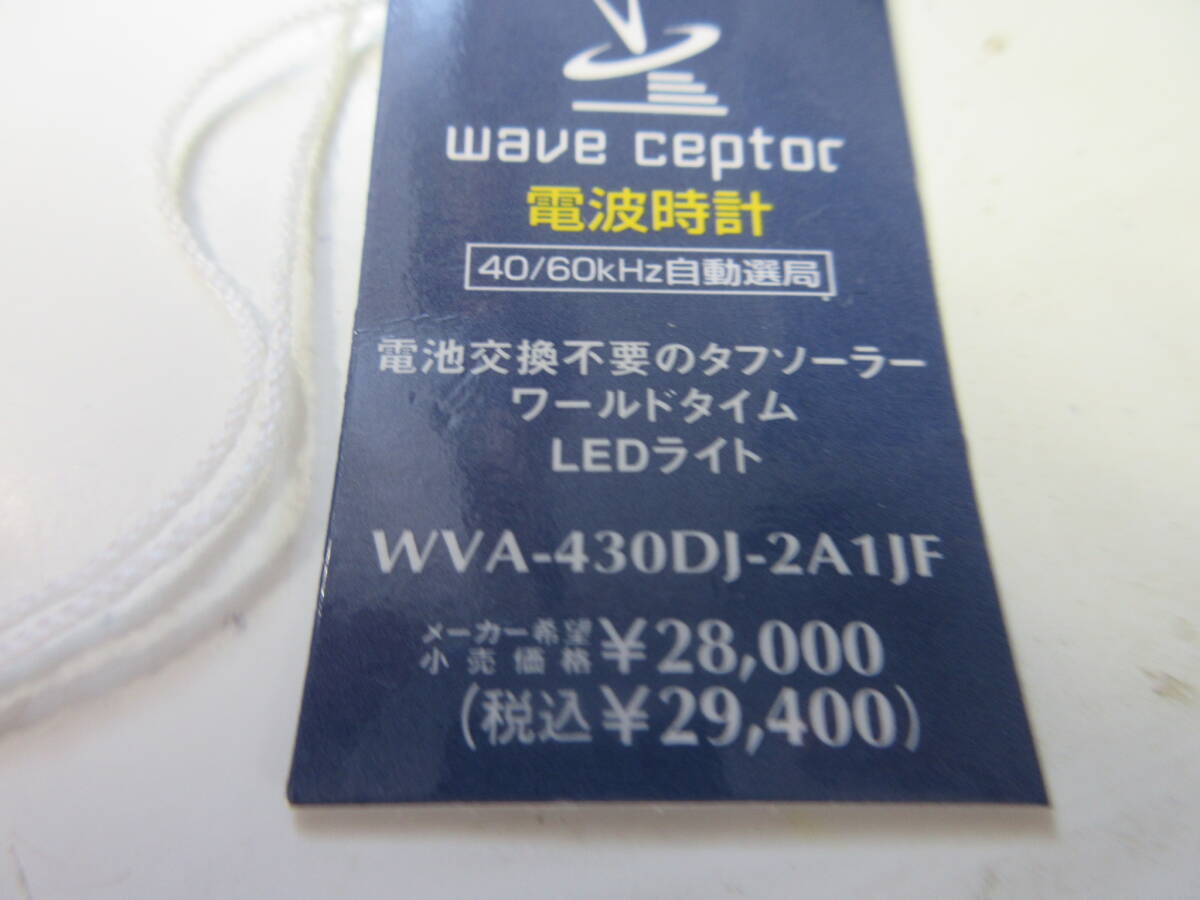 wave ceptor
電波時計
40/60kHz自動選局
電池交換不要のタフソーラー
ワールドタイム
LEDライト
WVA-430DJ-2A1JF
メーカー希望
小売価格 ¥28,000
(税込¥29,400)